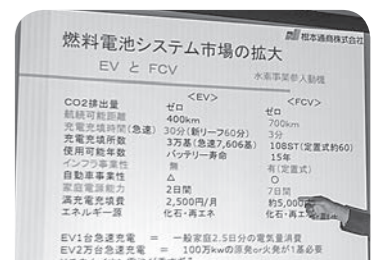 根本通商株式会社
燃料電池システム市場の拡大
EV と FCV
水素事業参入動機
<EV> <FCV>
CO2排出量 ゼロ ゼロ
航続可能距離 400km 700km
充電充填時間(急速) 30分(新リーフ60分) 3分
充電充填所数 3万基(急速7,606基) 108ST(定置式約60)
使用可能年数 バッテリー寿命 15年
インフラ事業性 無 有(定置式)
自動車事業性 △ ○
家庭電源能力 2日間 7日間
満充電充填費 2,500円/月 約5,000
エネルギー源 化石・再エネ 化石・再エネ
EV1台急速充電 = 一般家庭2.5日分の電気量消費
EV2万台急速充電 = 100万kwの原発or火発が1基必要